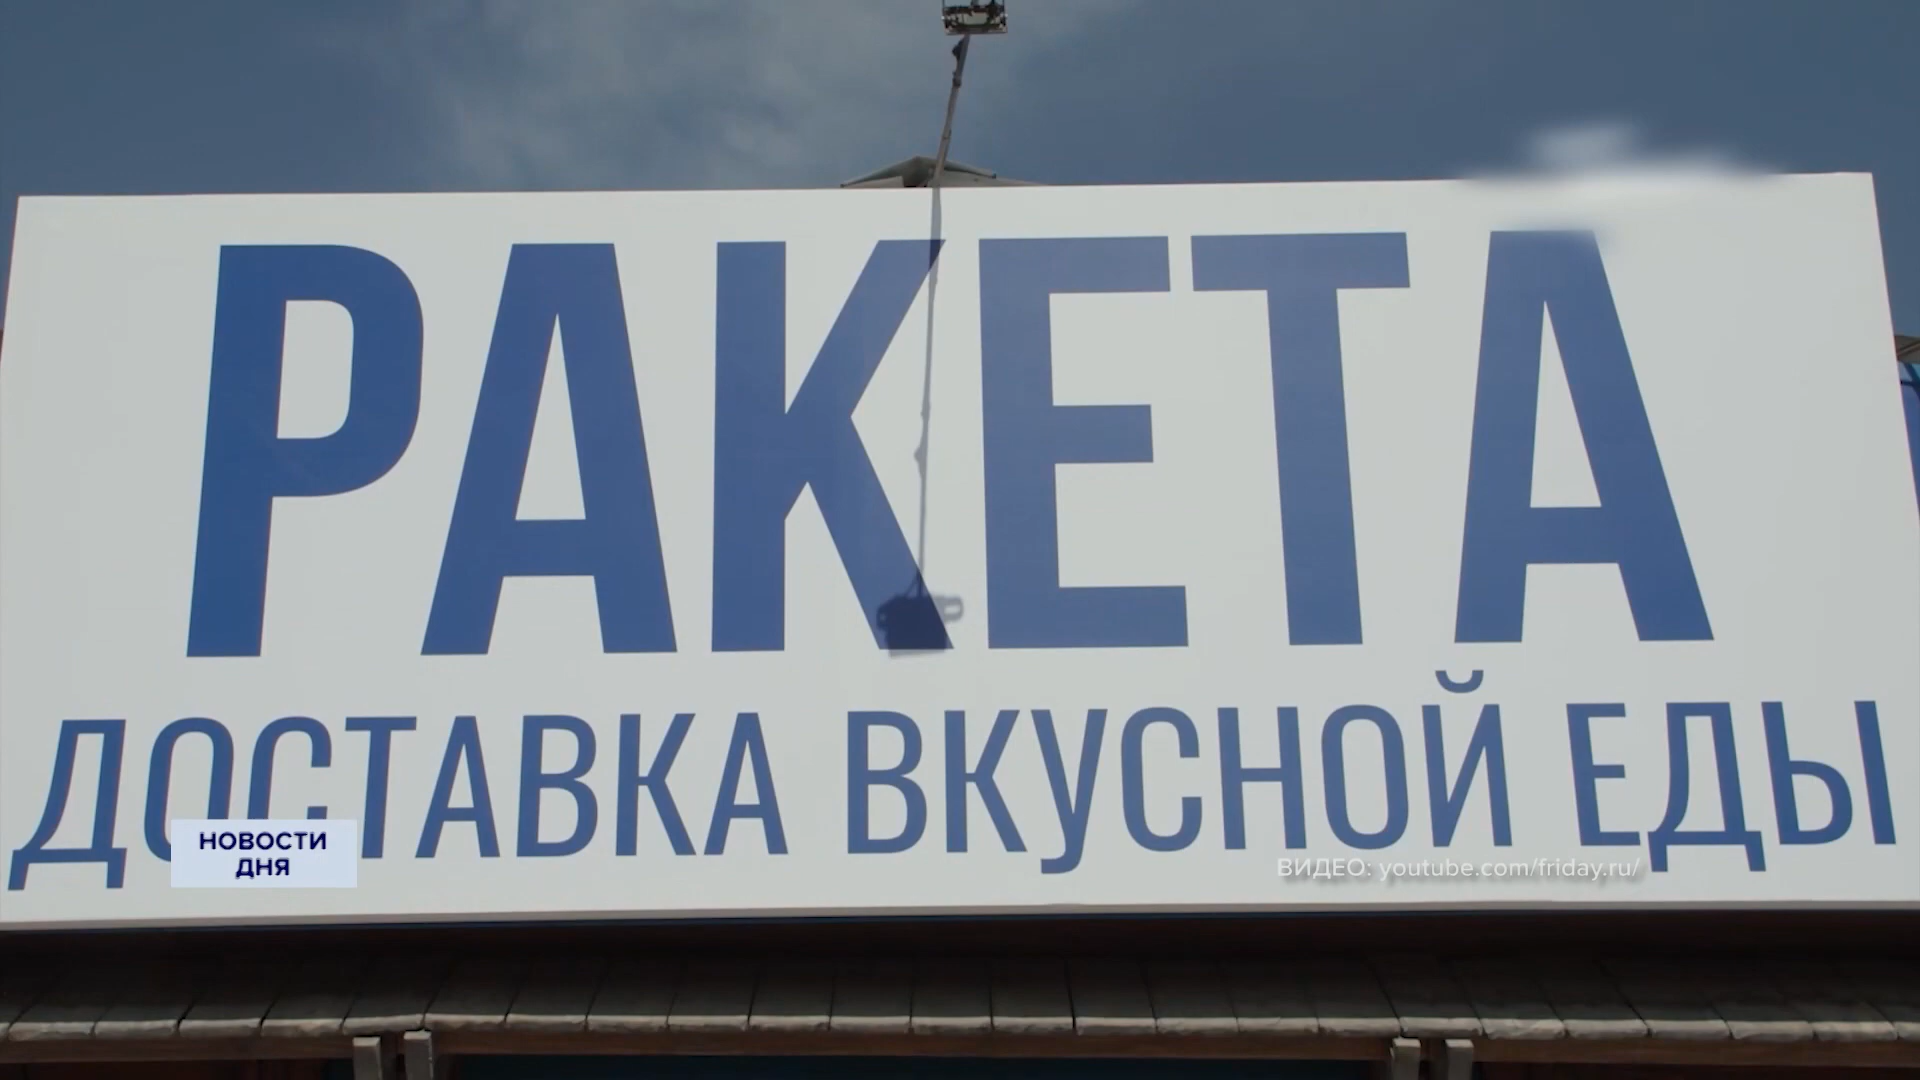 РАКЕТА
ДОСТАВКА ВКУСНОЙ ЕДЫ
НОВОСТИ
ДНЯ
ВИДЕО: youtube.com/friday.ru/